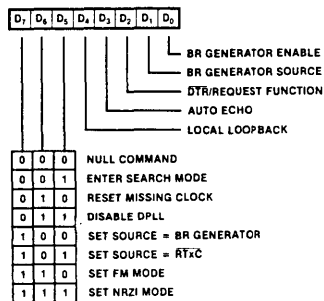 D7 D6 D5 D4 D3 D2 D1 D0
BR GENERATOR ENABLE
BR GENERATOR SOURCE
DTR/REQUEST FUNCTION
AUTO ECHO
LOCAL LOOPBACK
0 0 0 NULL COMMAND
0 0 1 ENTER SEARCH MODE
0 1 0 RESET MISSING CLOCK
0 1 1 DISABLE DPLL
1 0 0 SET SOURCE = BR GENERATOR
1 0 1 SET SOURCE = RTxC
1 1 0 SET FM MODE
1 1 1 SET NRZI MODE